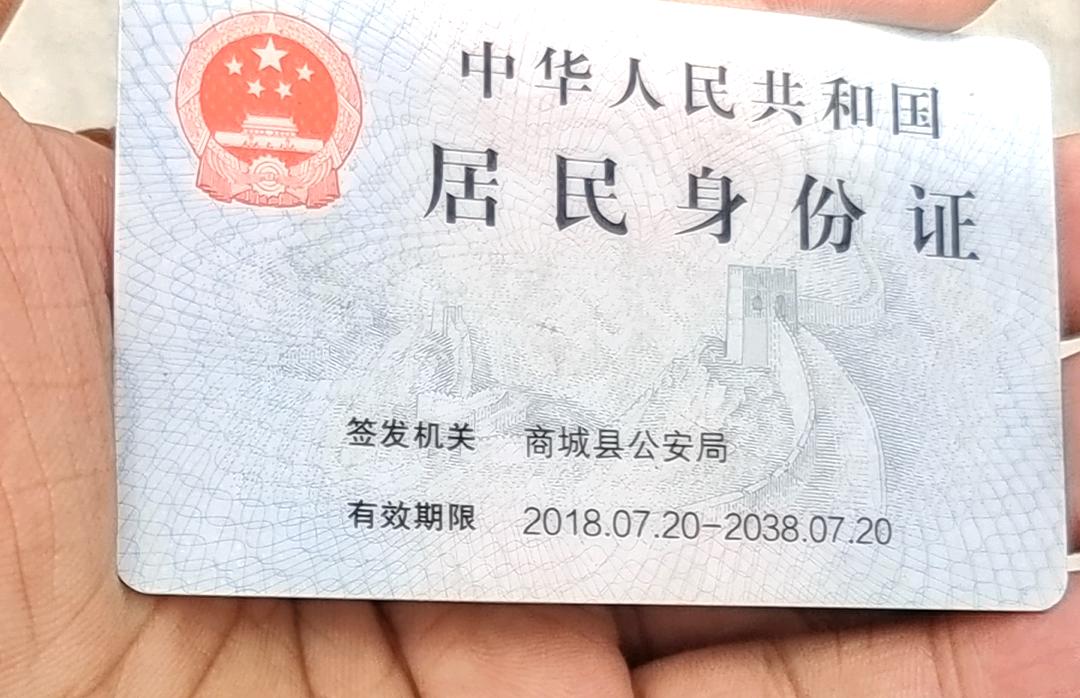 中华人民共和国
居民身份证
签发机关 商城县公安局
有效期限 2018.07.20-2038.07.20